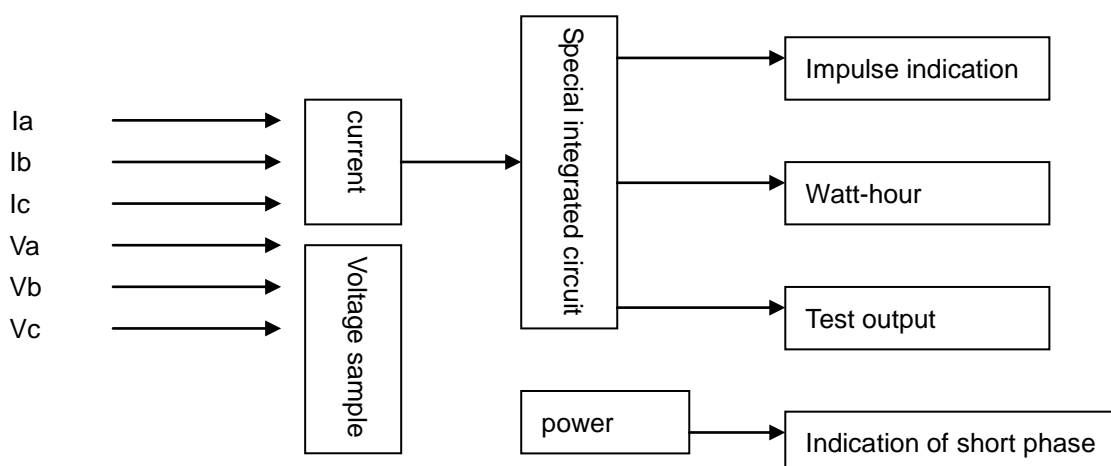 Ia
Ib
Ic
Va
Vb
Vc
current
Voltage sample
Special integrated circuit
power
Impulse indication
Watt-hour
Test output
Indication of short phase